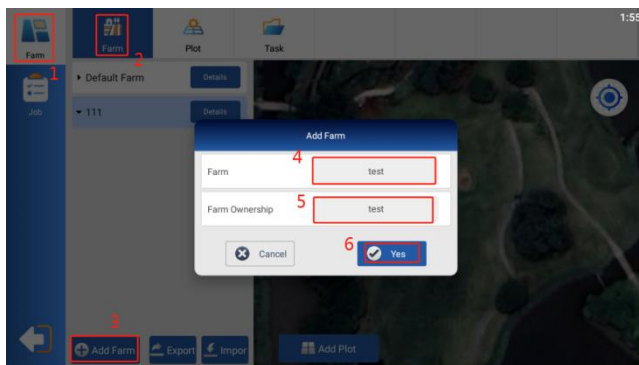 1:55
Farm
Plot
Task
Farm
2
1
Default Farm
Details
Job
111
Details
Add Farm
4
Farm
test
5
Farm Ownership
test
6
Cancel
Yes
3
Add Farm
Export
Impor
Add Plot